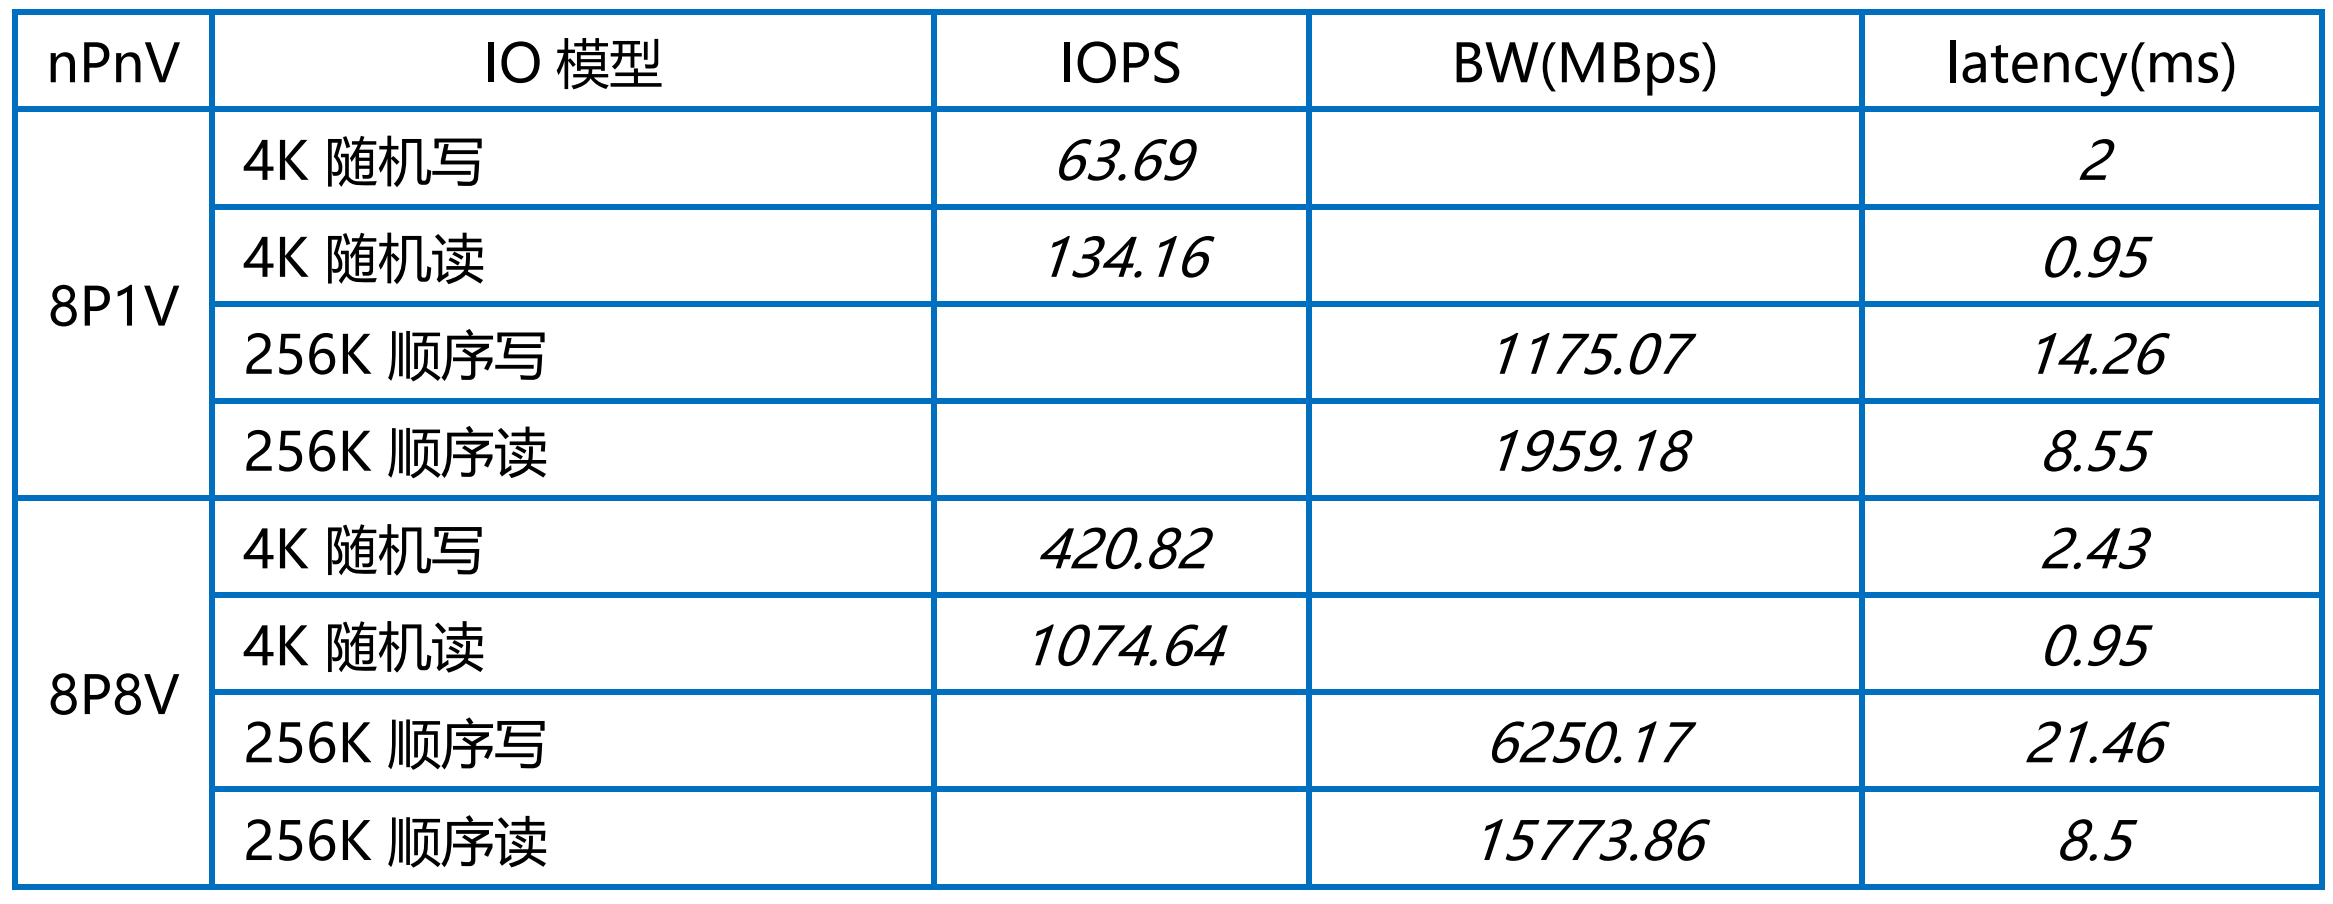 nPnV IO 模型 IOPS BW(MBps) latency(ms)
8P1V
4K 随机写 63.69 2
4K 随机读 134.16 0.95
256K 顺序写 1175.07 14.26
256K 顺序读 1959.18 8.55
8P8V
4K 随机写 420.82 2.43
4K 随机读 1074.64 0.95
256K 顺序写 6250.17 21.46
256K 顺序读 15773.86 8.5